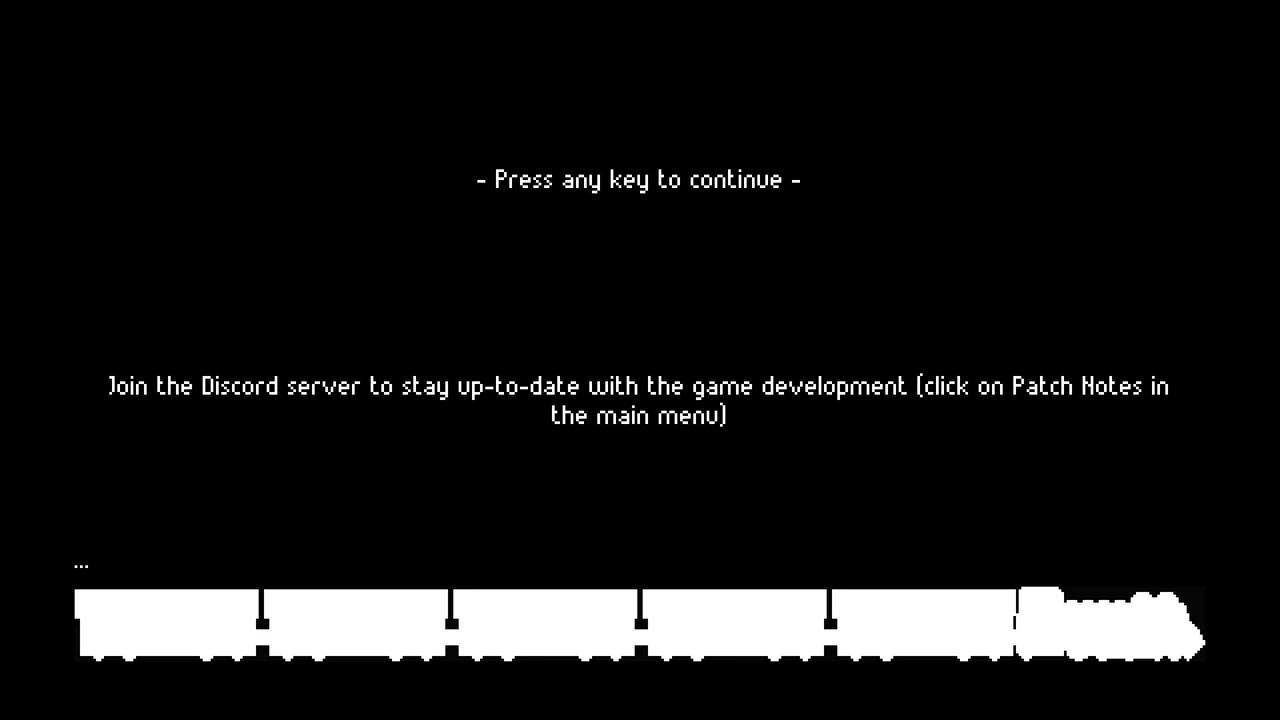 - Press any key to continue -
Join the Discord server to stay up-to-date with the game development (click on Patch Notes in
the main menu)
...